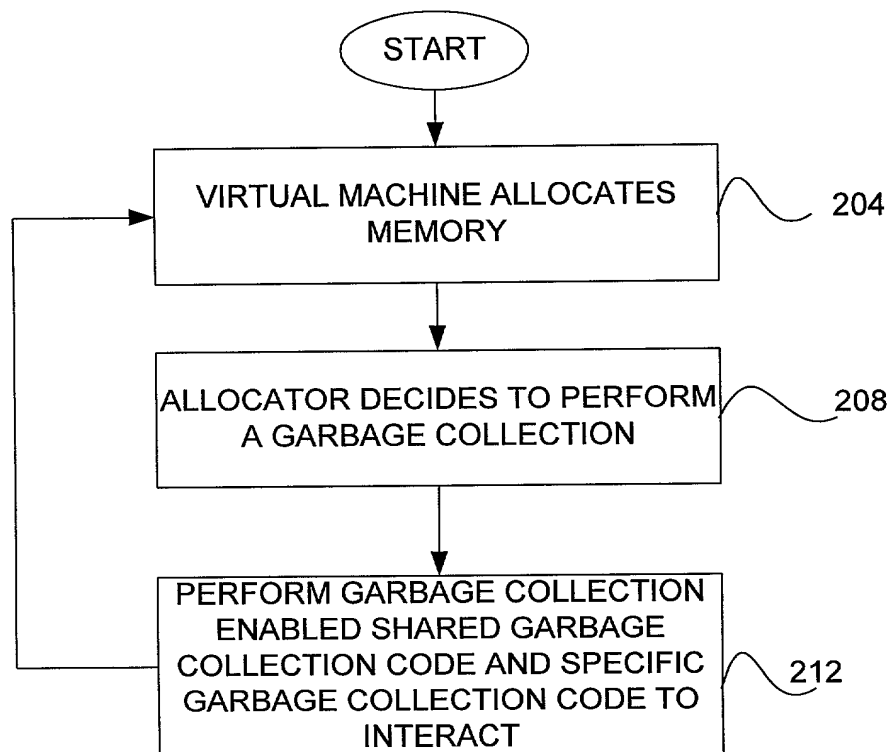 START
VIRTUAL MACHINE ALLOCATES
MEMORY
204
ALLOCATOR DECIDES TO PERFORM
A GARBAGE COLLECTION
208
PERFORM GARBAGE COLLECTION
ENABLED SHARED GARBAGE
COLLECTION CODE AND SPECIFIC
GARBAGE COLLECTION CODE TO
INTERACT
212